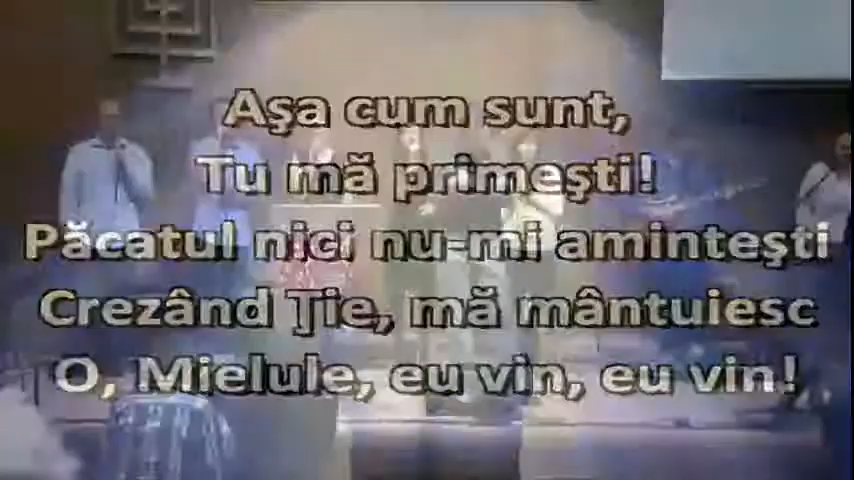 Aşa cum sunt,
Tu mă primeşti!
Păcatul nici nu-mi aminteşti
Crezând Ţie, mă mântuiesc
O, Mielule, eu vin, eu vin!